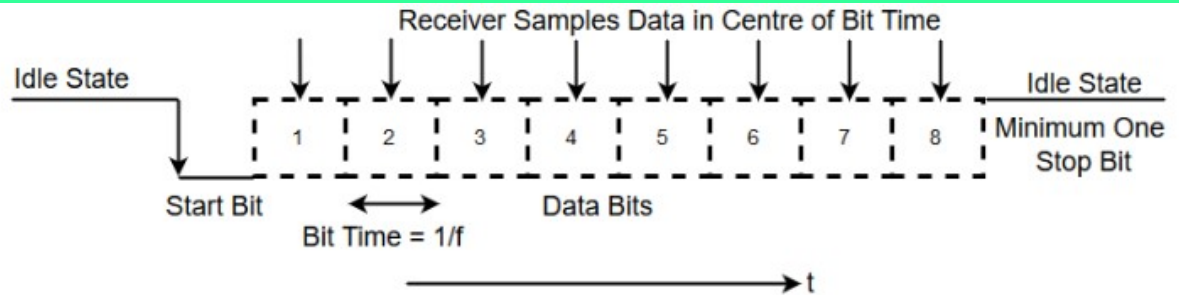 Receiver Samples Data in Centre of Bit Time
Idle State
Idle State
1 2 3 4 5 6 7 8
Minimum One
Stop Bit
Start Bit
Data Bits
Bit Time = 1/f
t